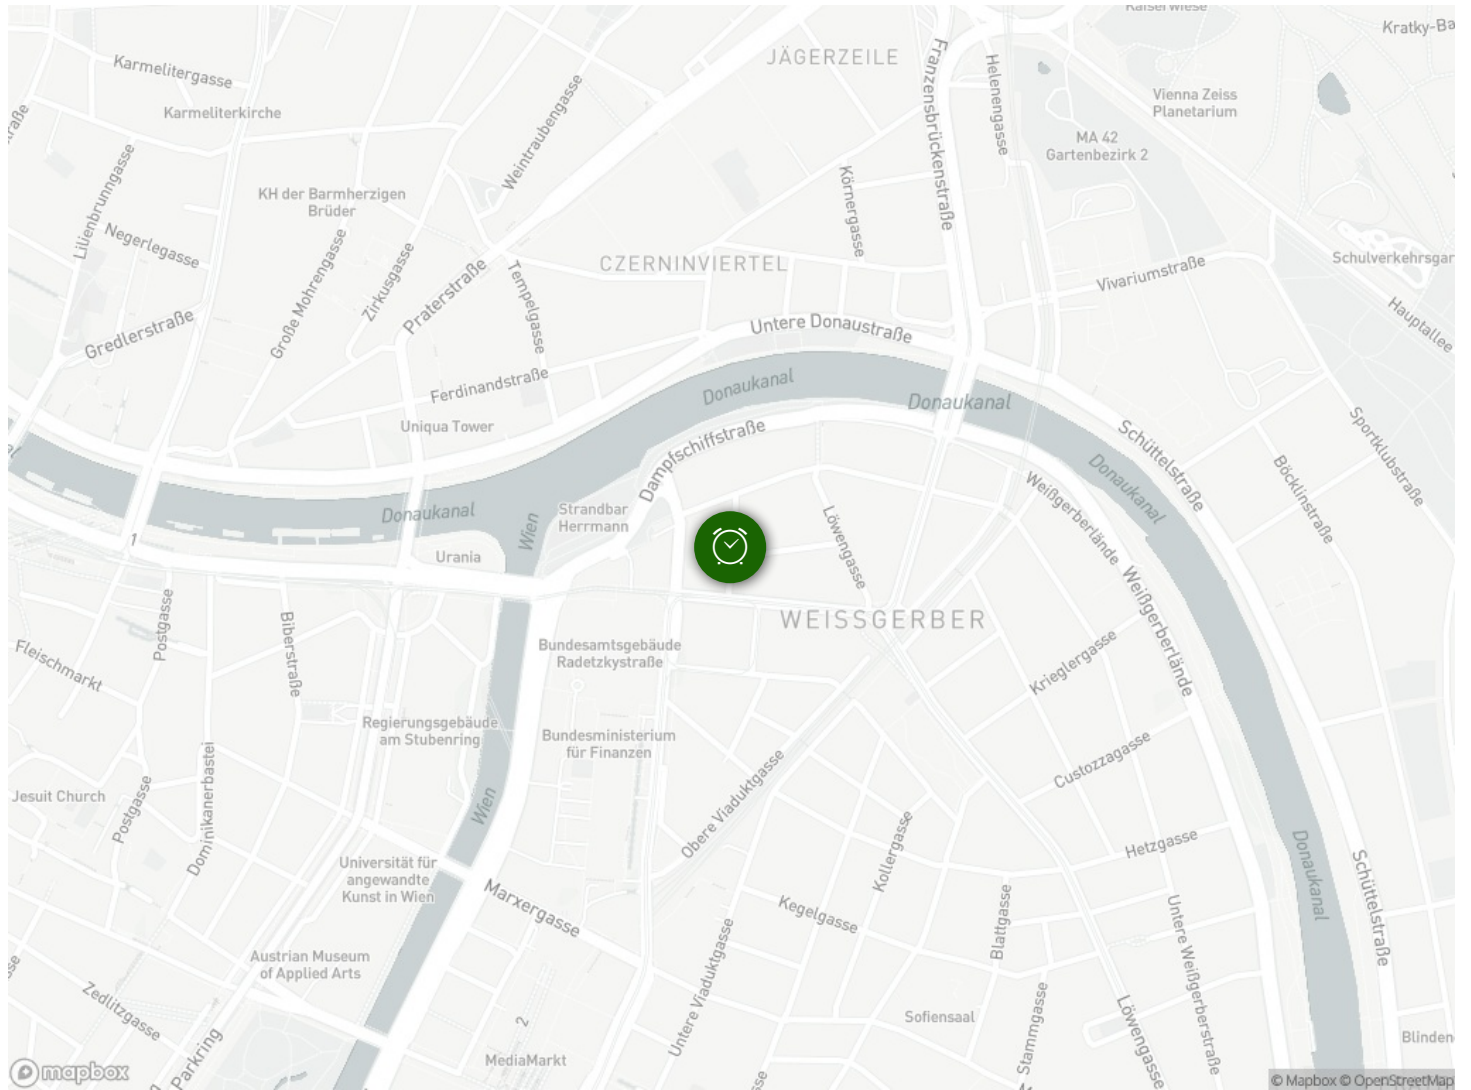 Kaiserwiese
JÄGERZEILE
Kratky-Ba
Franzensbrückenstraße
Helenengasse
Karmelitergasse
Karmeliterkirche
Weintraubengasse
Vienna Zeiss
Planetarium
MA 42
Gartenbezirk 2
raße
Lilienbrunngasse
KH der Barmherzigen
Brüder
Körnergasse
Negerlegasse
Große Mohrengasse
Zirkusgasse
Praterstraße
Tempelgasse
CZERNINVIERTEL
Vivariumstraße
Schulverkehrsgar
Hauptallee
Gredlerstraße
Untere Donaustraße
Ferdinandstraße
Donaukanal
Donaukanal
Uniqua Tower
Dampfschiffstraße
Schüttelstraße
Sportklubstraße
Böcklinstraße
Donaukanal
al
Donaukanal
Strandbar
Herrmann
Wien
Löwengasse
Weißgerberlände
Weißgerberlände
1
Urania
WEISSGERBER
Postgasse
Biberstraße
Fleischmarkt
Bundesamtsgebäude
Radetzkystraße
Krieglergasse
Regierungsgebäude
am Stubenring
Bundesministerium
für Finanzen
Custozzagasse
Jesuit Church
Postgasse
Dominikanerbastei
Wien
Obere Viaduktgasse
Kollergasse
Hetzgasse
Donaukanal
Schüttelstraße
Universität für
angewandte
Kunst in Wien
Marxergasse
Kegelgasse
Blattgasse
Untere Weißgerberstraße
Austrian Museum
of Applied Arts
Untere Viaduktgasse
sse
Zedlitzgasse
Parkring
2
Sofiensaal
Stammgasse
Löwengasse
Blinden
MediaMarkt
mapbox
© Mapbox © OpenStreetMap